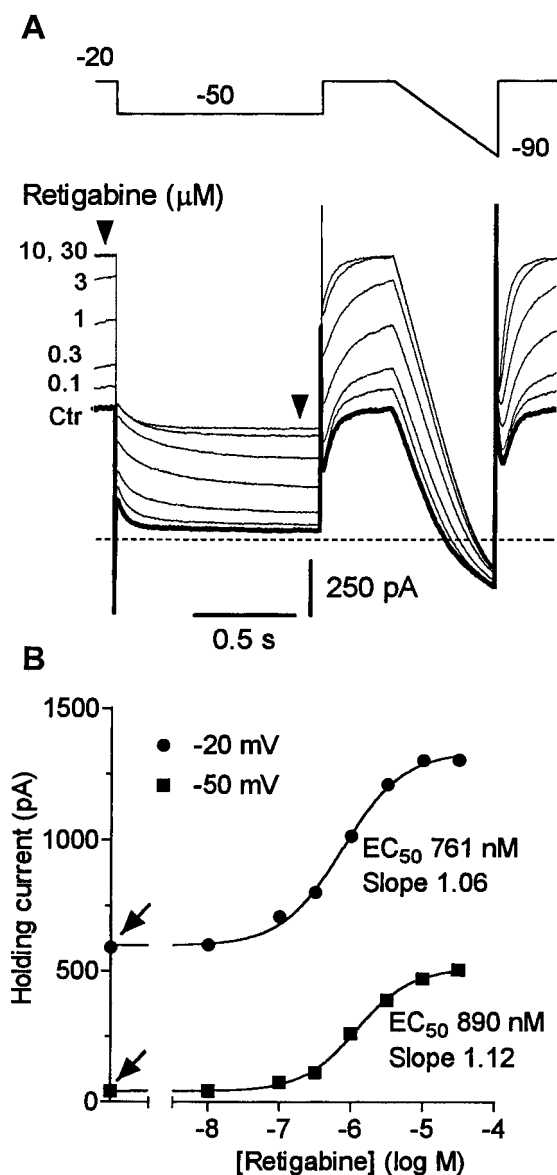 A
-20
-50
-90
Retigabine (μM)
10, 30
3
1
0.3
0.1
Ctr
250 pA
0.5 s
B
1500
1000
500
0
Holding current (pA)
-20 mV
-50 mV
EC50 761 nM
Slope 1.06
EC50 890 nM
Slope 1.12
-8 -7 -6 -5 -4
[Retigabine] (log M)